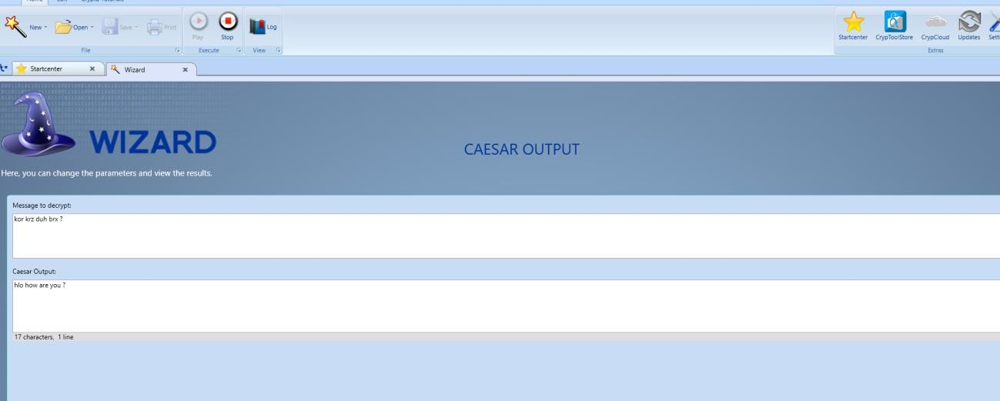 Home Edit Crypto Tutorials
New Open Save Print Play Stop Log Startcenter CrypToolStore CrypCloud Updates
File Execute View Extras
Startcenter Wizard
WIZARD
CAESAR OUTPUT
Here, you can change the parameters and view the results.
Message to decrypt:
kor krz duh brx ?
Caesar Output:
hlo how are you ?
17 characters, 1 line